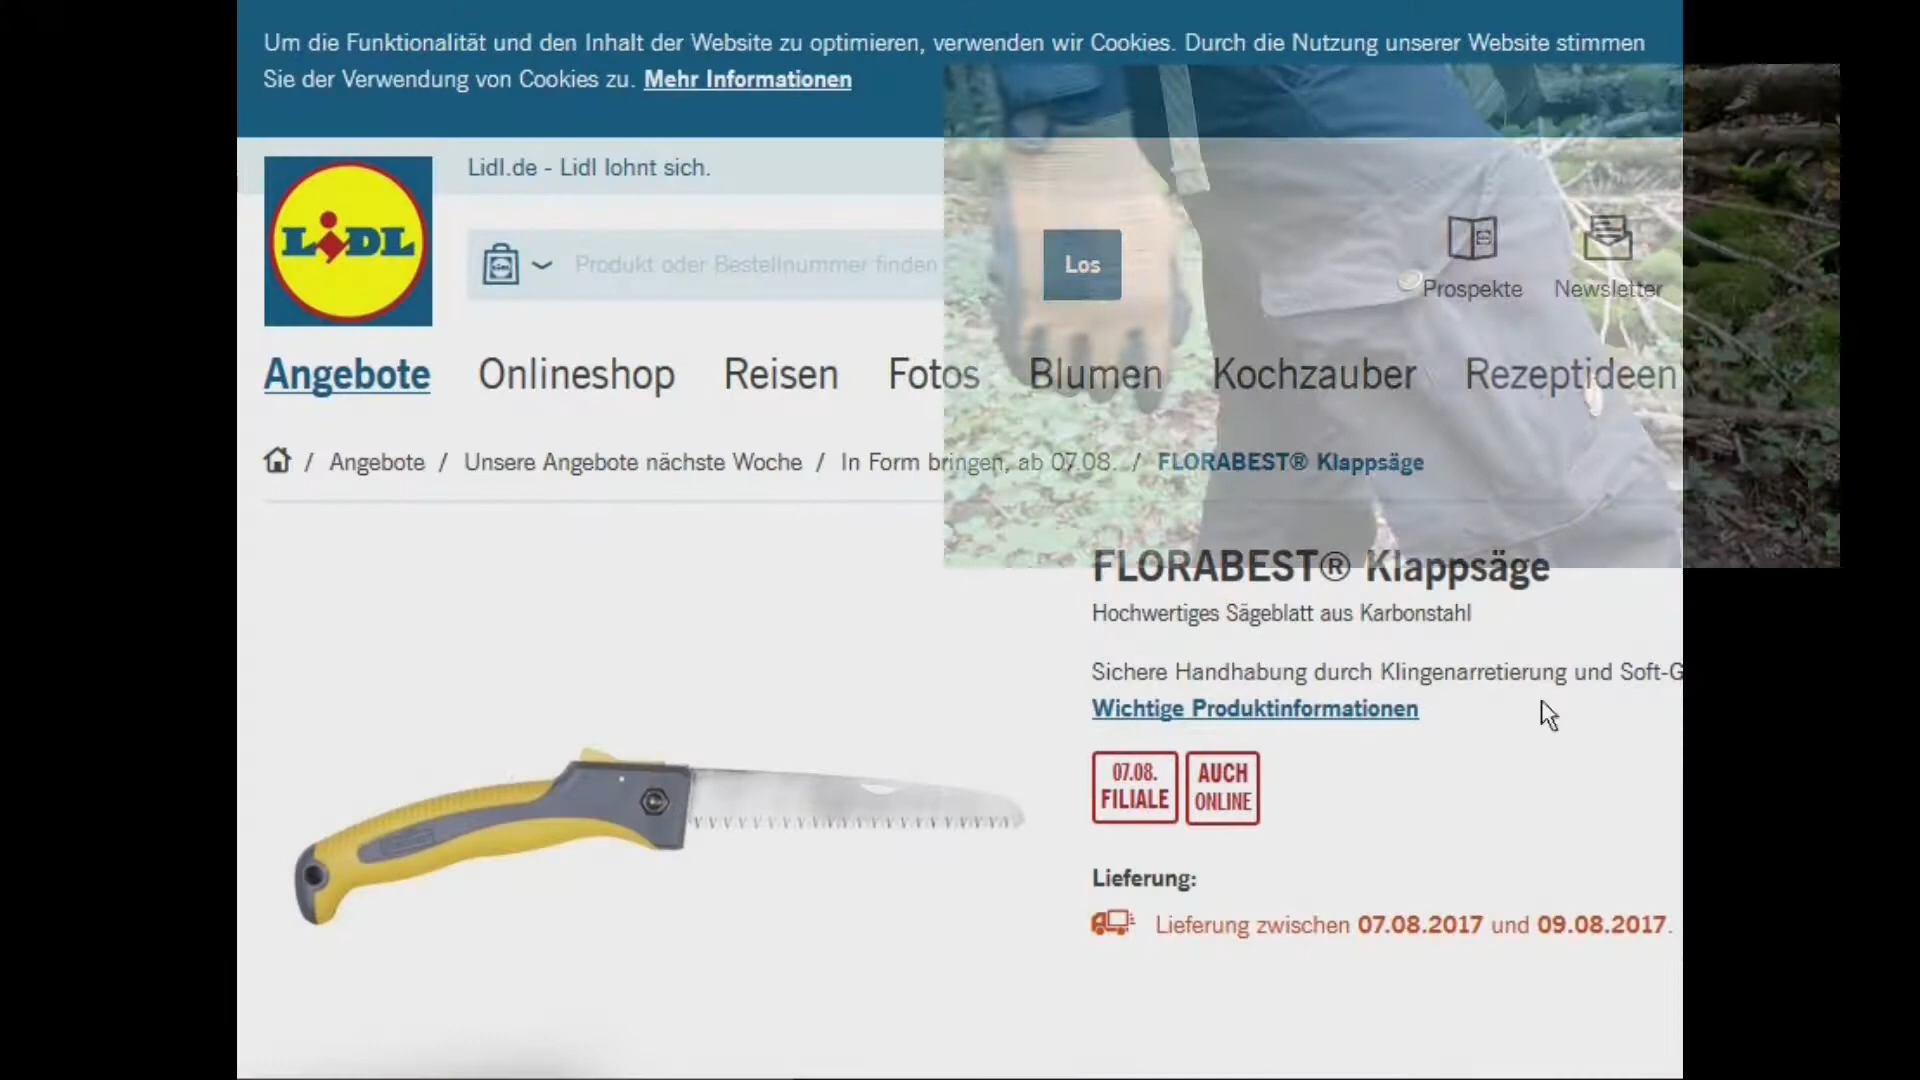 Um die Funktionalität und den Inhalt der Website zu optimieren, verwenden wir Cookies. Durch die Nutzung unserer Website stimmen
Sie der Verwendung von Cookies zu. Mehr Informationen
Lidl.de - Lidl lohnt sich.
LiDL
Produkt oder Bestellnummer finden
Los
Prospekte
Newsletter
Angebote Onlineshop Reisen Fotos Blumen Kochzauber Rezeptideen
/ Angebote / Unsere Angebote nächste Woche / In Form bringen, ab 07.08. / FLORABEST® Klappsäge
FLORABEST® Klappsäge
Hochwertiges Sägeblatt aus Karbonstahl
Sichere Handhabung durch Klingenarretierung und Soft-G
Wichtige Produktinformationen
07.08.
FILIALE
AUCH
ONLINE
Lieferung:
Lieferung zwischen 07.08.2017 und 09.08.2017.